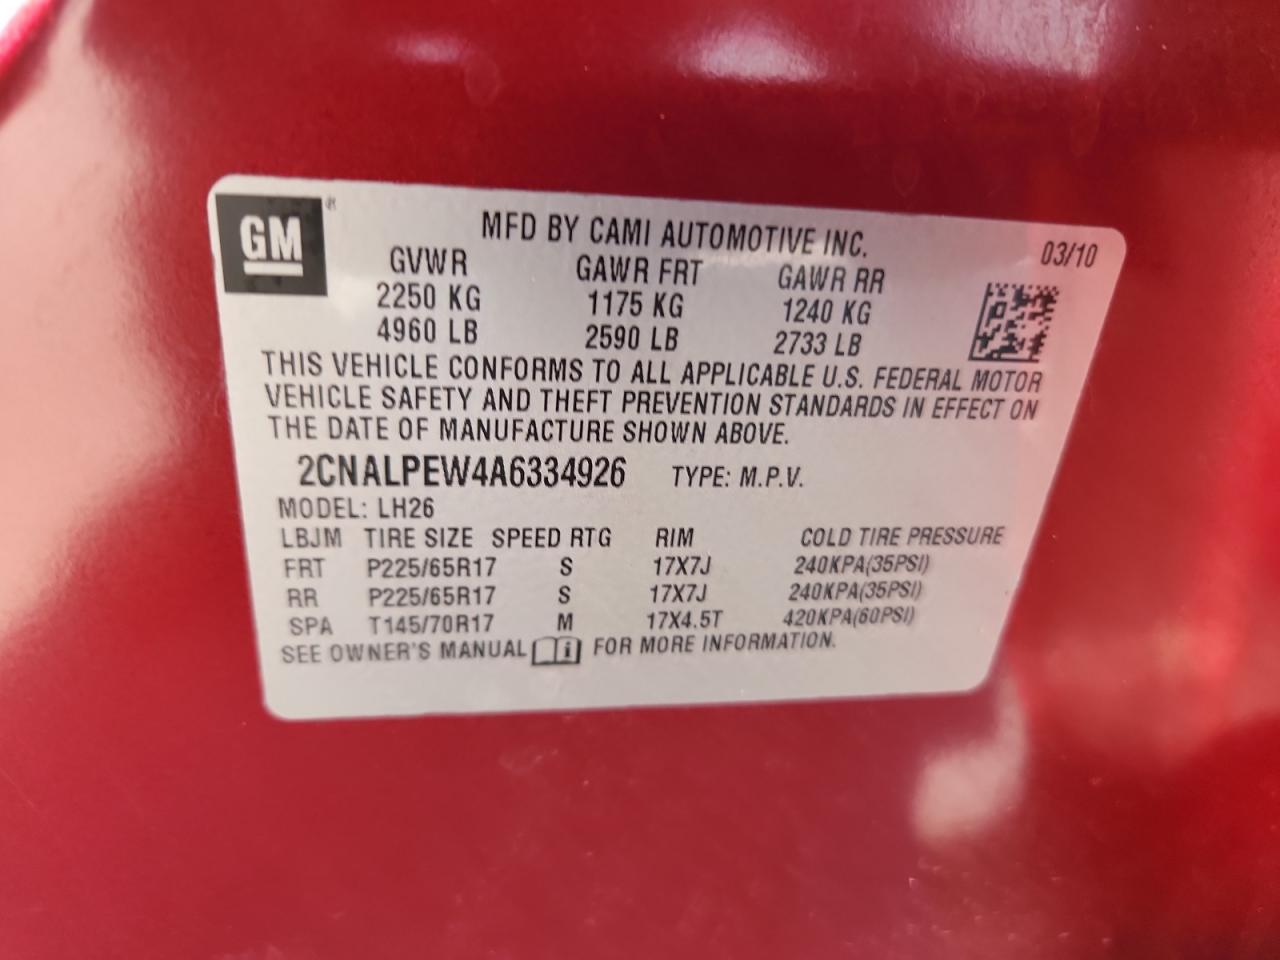 GM
MFD BY CAMI AUTOMOTIVE INC. 03/10
GVWR GAWR FRT GAWR RR
2250 KG 1175 KG 1240 KG
4960 LB 2590 LB 2733 LB
THIS VEHICLE CONFORMS TO ALL APPLICABLE U.S. FEDERAL MOTOR
VEHICLE SAFETY AND THEFT PREVENTION STANDARDS IN EFFECT ON
THE DATE OF MANUFACTURE SHOWN ABOVE.
2CNALPEW4A6334926 TYPE: M.P.V.
MODEL: LH26
LBJM TIRE SIZE SPEED RTG RIM COLD TIRE PRESSURE
FRT P225/65R17 S 17X7J 240KPA(35PSI)
RR P225/65R17 S 17X7J 240KPA(35PSI)
SPA T145/70R17 M 17X4.5T 420KPA(60PSI)
SEE OWNER'S MANUAL i FOR MORE INFORMATION.